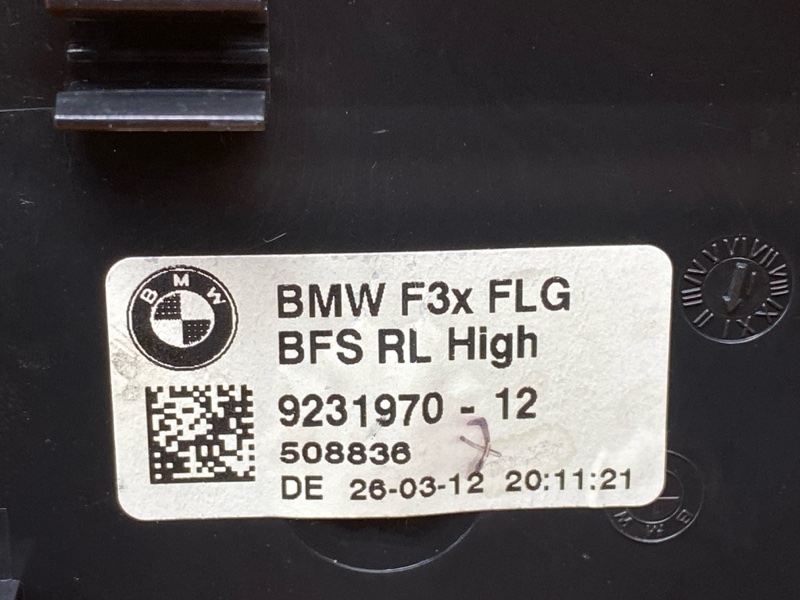 BMW
BMW F3x FLG
BFS RL High
9231970 - 12
508836
DE 26-03-12 20:11:21